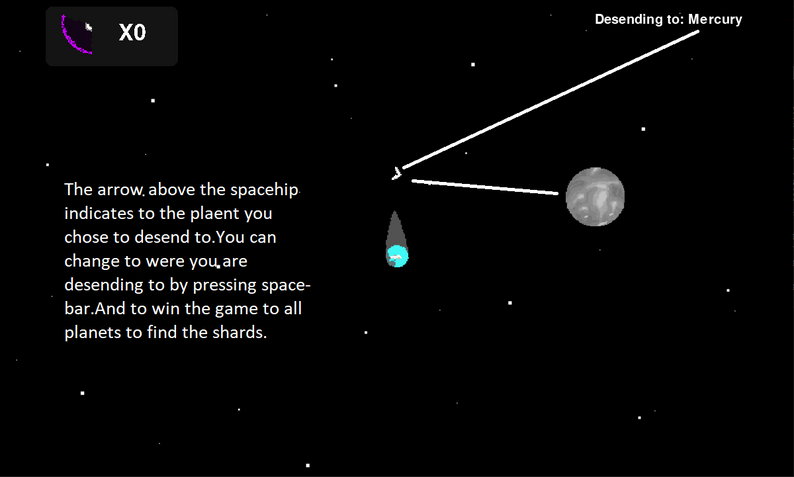 X0
Desending to: Mercury
The arrow above the spacehip
indicates to the plaent you
chose to desend to.You can
change to were you are
desending to by pressing space-
bar.And to win the game to all
planets to find the shards.